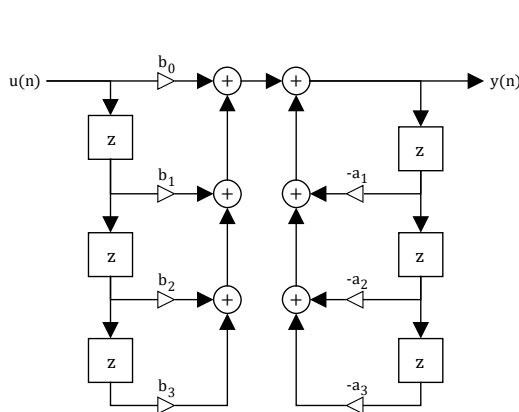 b₀
u(n) + + y(n)
z z
b₁ -a₁
+ +
z z
b₂ -a₂
+ +
z z
b₃ -a₃